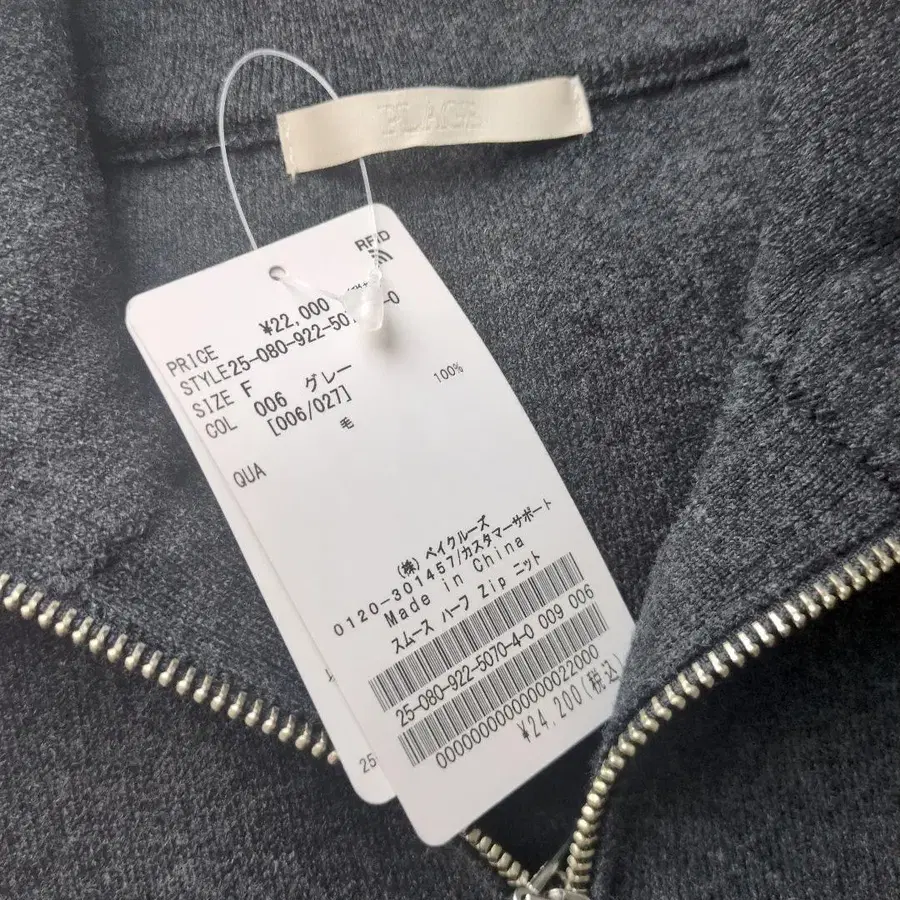 PLAGE
RFID
PRICE ¥22,000
STYLE 25-080-922-507 -0
SIZE F
COL 006 グレー
[006/027]
QUA 毛 100%
(株) ベイクルーズ
0120-301457/カスタマーサポート
Made in China
スムース ハーフ Zip ニット
25-080-922-5070-4-0 009 006
0000000000000000022000
¥24,200(税込)
25